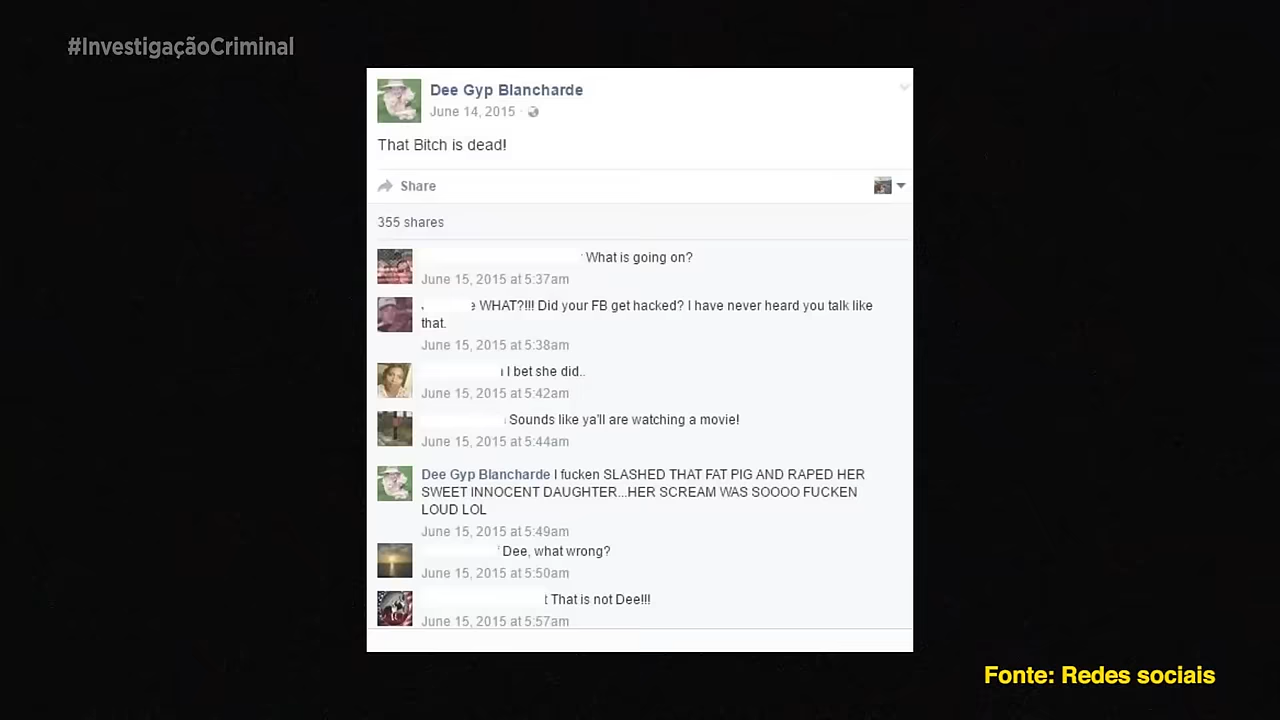 #InvestigaçãoCriminal
Dee Gyp Blancharde
June 14, 2015 ·
That Bitch is dead!
Share
355 shares
What is going on?
June 15, 2015 at 5:37am
WHAT?!!! Did your FB get hacked? I have never heard you talk like
that.
June 15, 2015 at 5:38am
I bet she did..
June 15, 2015 at 5:42am
Sounds like ya'll are watching a movie!
June 15, 2015 at 5:44am
Dee Gyp Blancharde I fucken SLASHED THAT FAT PIG AND RAPED HER
SWEET INNOCENT DAUGHTER...HER SCREAM WAS SOOOO FUCKEN
LOUD LOL
June 15, 2015 at 5:49am
Dee, what wrong?
June 15, 2015 at 5:50am
That is not Dee!!!
June 15, 2015 at 5:57am
Fonte: Redes sociais